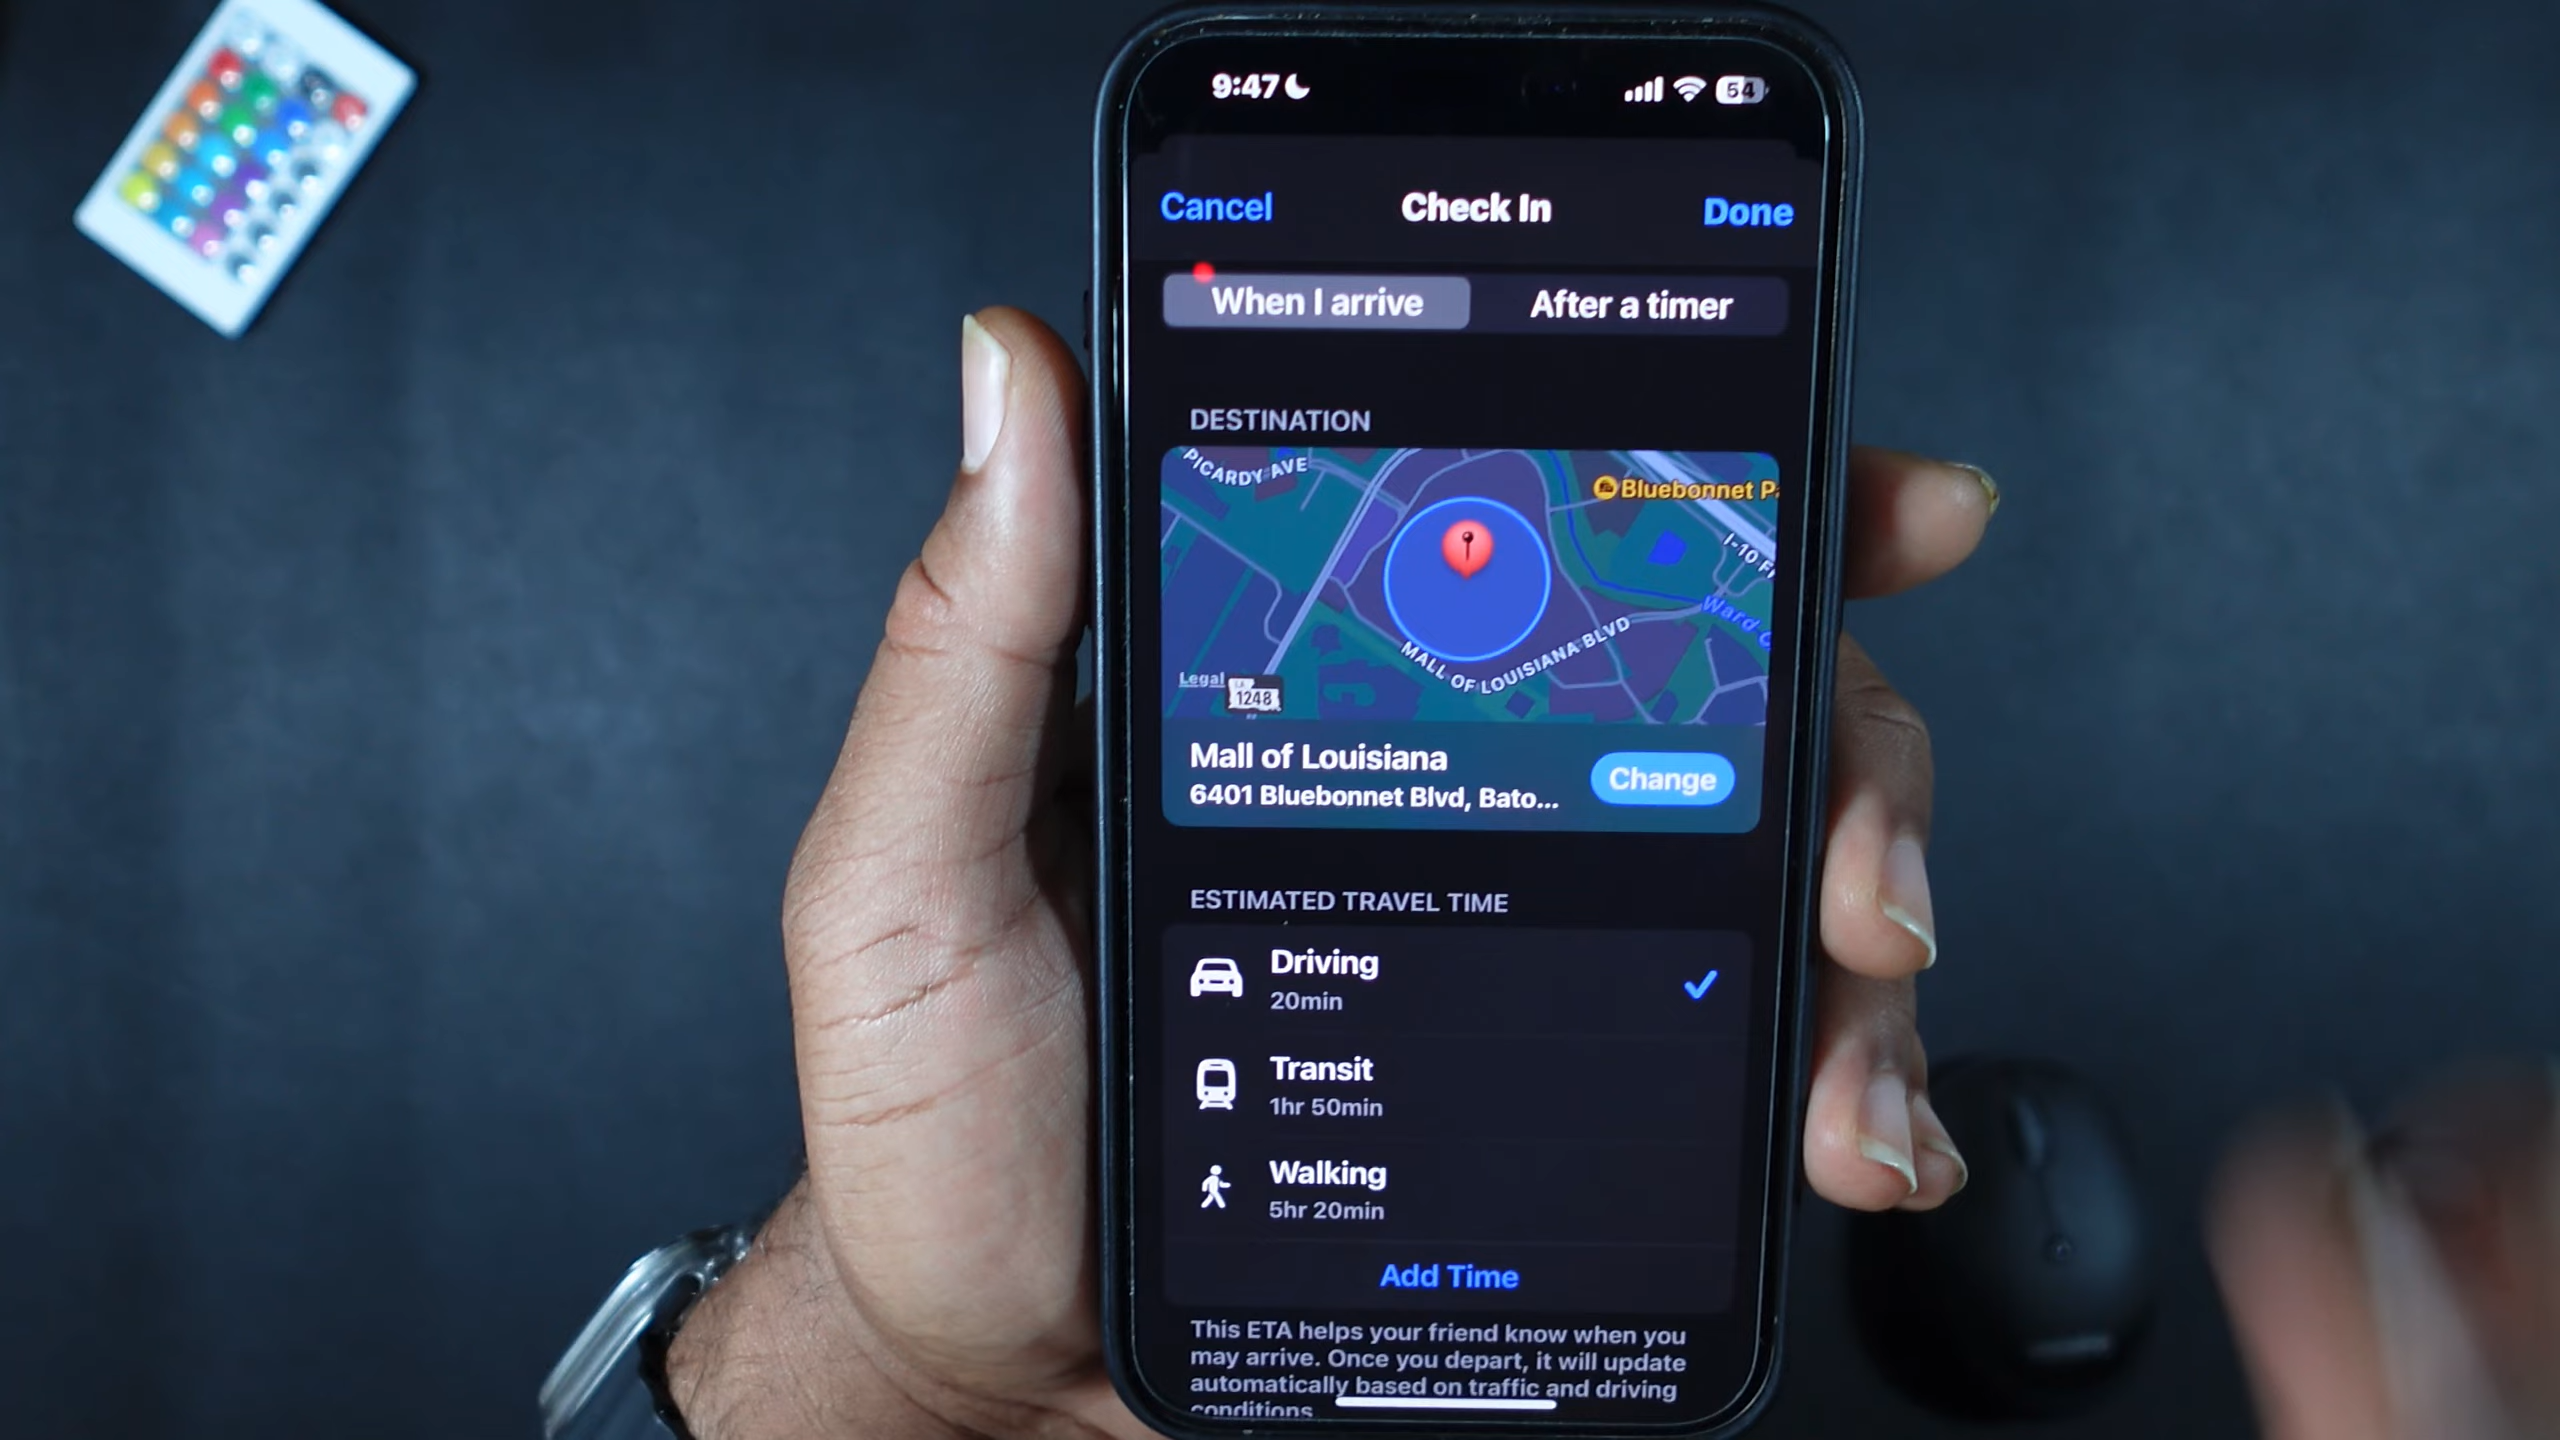 9:47
54
Cancel
Check In
Done
When I arrive
After a timer
DESTINATION
PICARDY AVE
Bluebonnet P
I-10 F
Ward C
MALL OF LOUISIANA BLVD
Legal
LA
1248
Mall of Louisiana
6401 Bluebonnet Blvd, Bato...
Change
ESTIMATED TRAVEL TIME
Driving
20min
Transit
1hr 50min
Walking
5hr 20min
Add Time
This ETA helps your friend know when you
may arrive. Once you depart, it will update
automatically based on traffic and driving
conditions